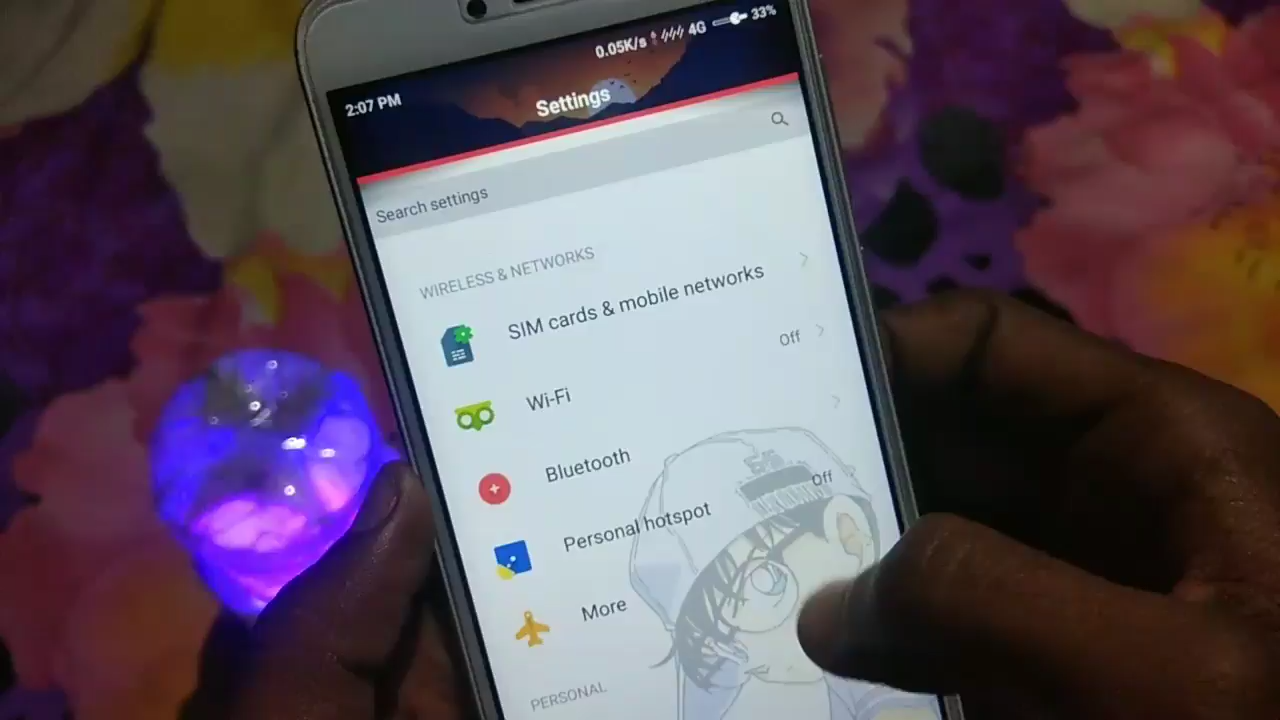 0.05K/s 4G 33%
2:07 PM
Settings
Search settings
WIRELESS & NETWORKS
SIM cards & mobile networks
Wi-Fi Off
Bluetooth Off
Personal hotspot
More
PERSONAL